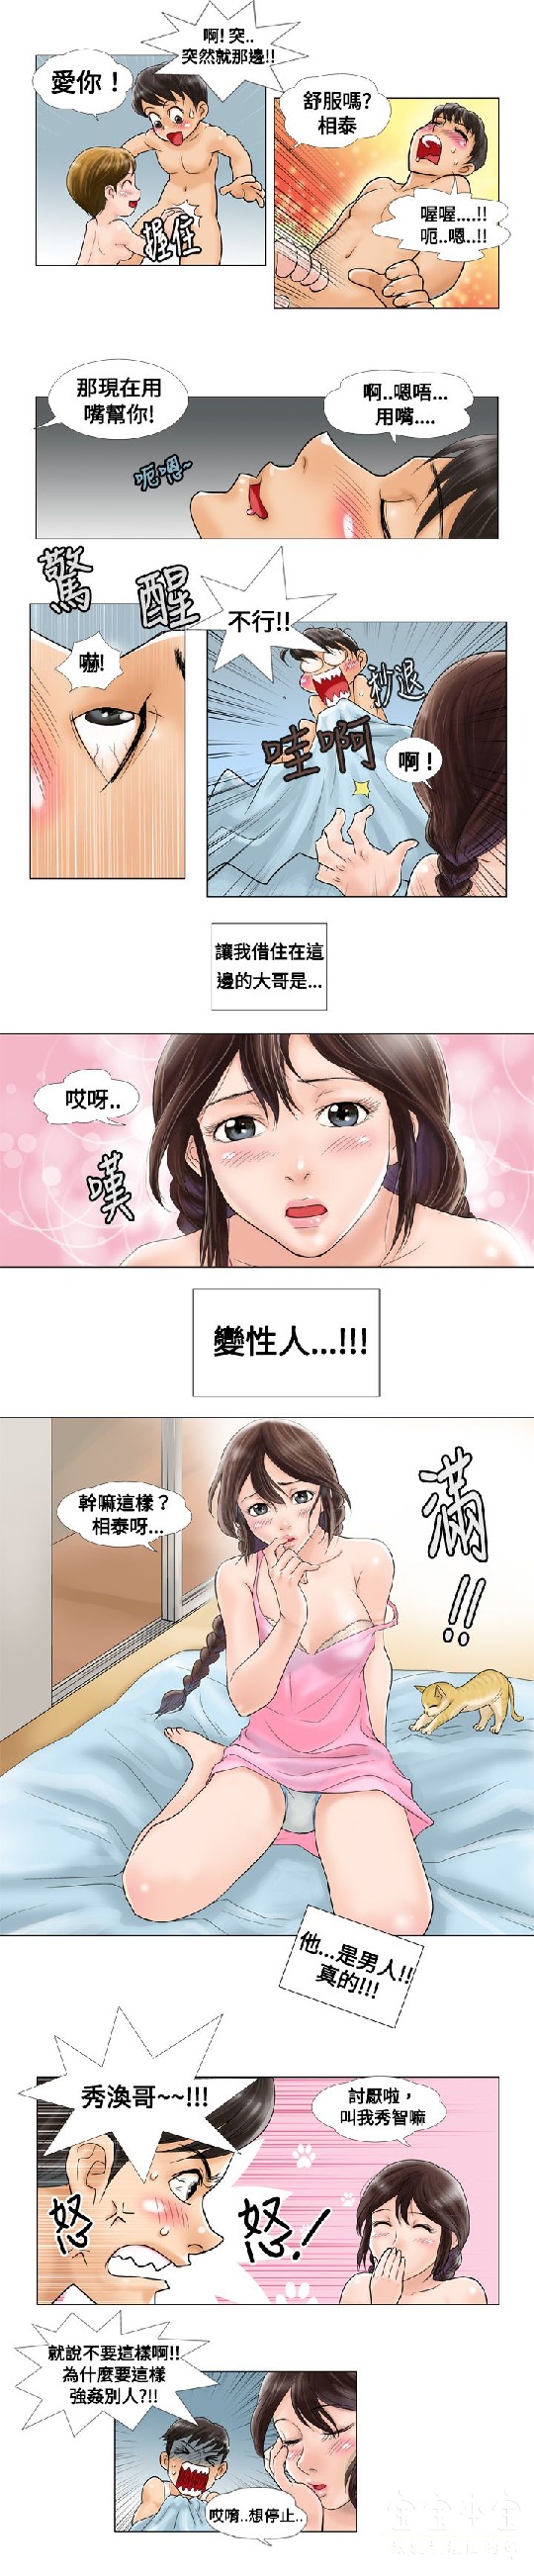 啊! 突..
突然就那邊!!
愛你！
握住
舒服嗎?
相泰
喔喔....!!
呃..嗯..!!
那現在用
嘴幫你!
啊..嗯唔...
用嘴....
呃嗯~
驚醒
嚇!
不行!!
秒退
哇啊
啊！
讓我借住在這
邊的大哥是...
哎呀..
嘆
變性人...!!!
幹嘛這樣？
相泰呀...
滿!!
他...是男人!!
真的!!!
秀渙哥~~!!!
討厭啦，
叫我秀智嘛
怒
怒!
就說不要這樣啊!!
為什麼要這樣
強姦別人?!!
哎唷..想停止..